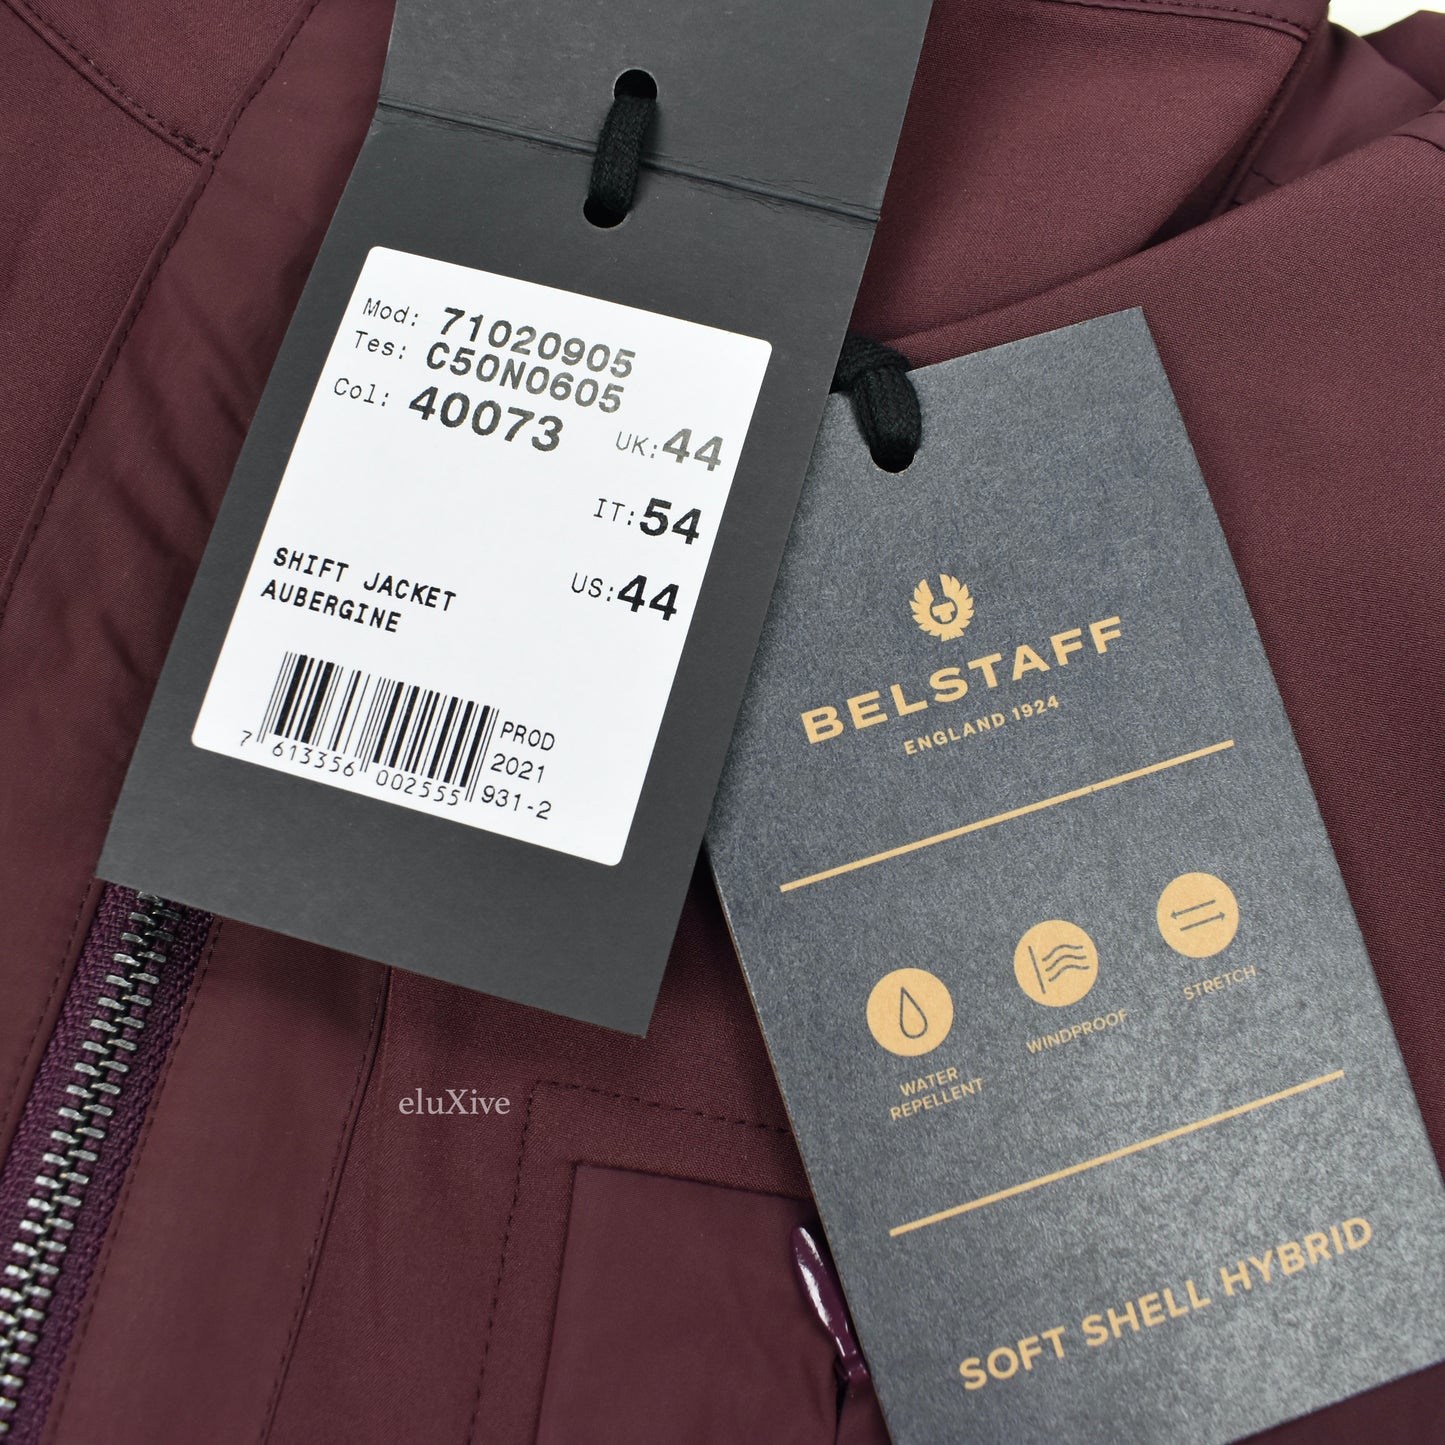 Mod: 71020905
Tes: C50N0605
Col: 40073
UK:44
IT:54
US:44
SHIFT JACKET
AUBERGINE
7 613356 002555
PROD
2021
931-2
BELSTAFF
ENGLAND 1924
WATER
REPELLENT
WINDPROOF
STRETCH
SOFT SHELL HYBRID
eluXive